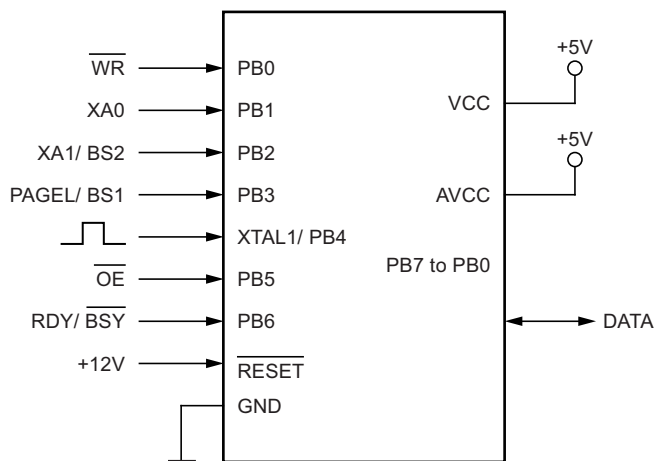 WR PB0
XA0 PB1
XA1/ BS2 PB2
PAGEL/ BS1 PB3
XTAL1/ PB4
OE PB5
RDY/ BSY PB6
+12V RESET
GND
+5V
VCC
+5V
AVCC
PB7 to PB0
DATA